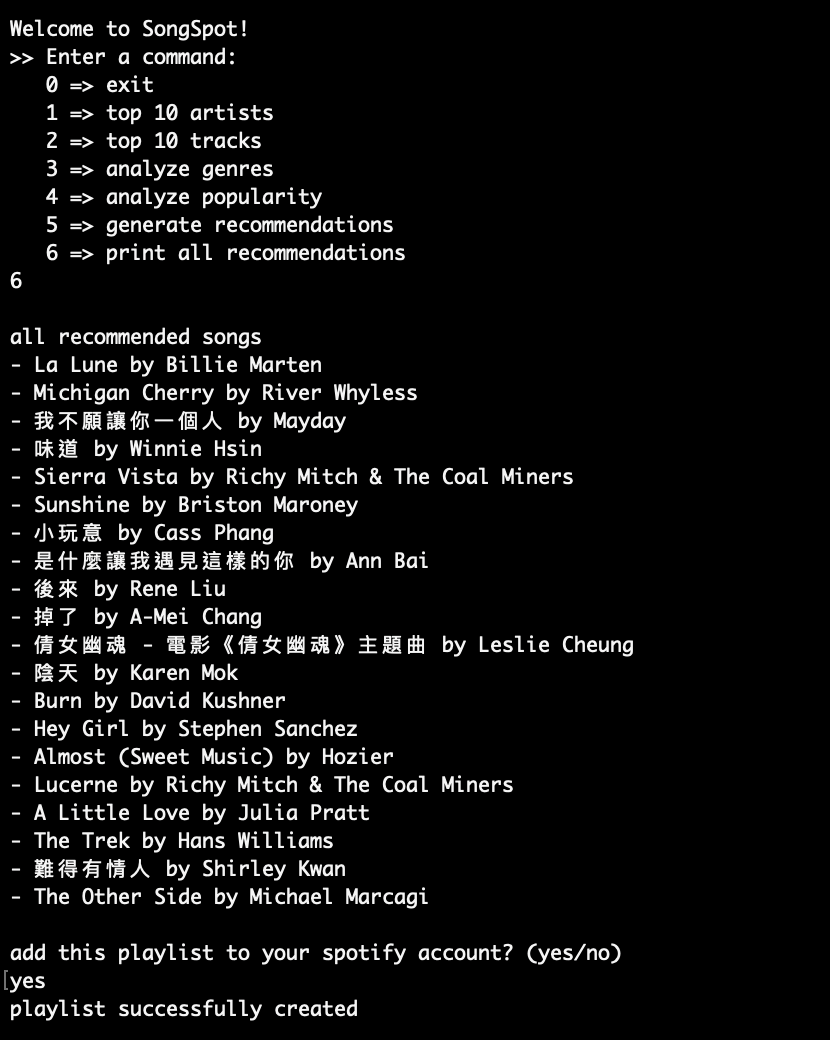 Welcome to SongSpot!
>> Enter a command:
0 => exit
1 => top 10 artists
2 => top 10 tracks
3 => analyze genres
4 => analyze popularity
5 => generate recommendations
6 => print all recommendations
6
all recommended songs
- La Lune by Billie Marten
- Michigan Cherry by River Whyless
- 我不願讓你一個人 by Mayday
- 味道 by Winnie Hsin
- Sierra Vista by Richy Mitch & The Coal Miners
- Sunshine by Briston Maroney
- 小玩意 by Cass Phang
- 是什麼讓我遇見這樣的你 by Ann Bai
- 後來 by Rene Liu
- 掉了 by A-Mei Chang
- 倩女幽魂 - 電影《倩女幽魂》主題曲 by Leslie Cheung
- 陰天 by Karen Mok
- Burn by David Kushner
- Hey Girl by Stephen Sanchez
- Almost (Sweet Music) by Hozier
- Lucerne by Richy Mitch & The Coal Miners
- A Little Love by Julia Pratt
- The Trek by Hans Williams
- 難得有情人 by Shirley Kwan
- The Other Side by Michael Marcagi
add this playlist to your spotify account? (yes/no)
[yes
playlist successfully created